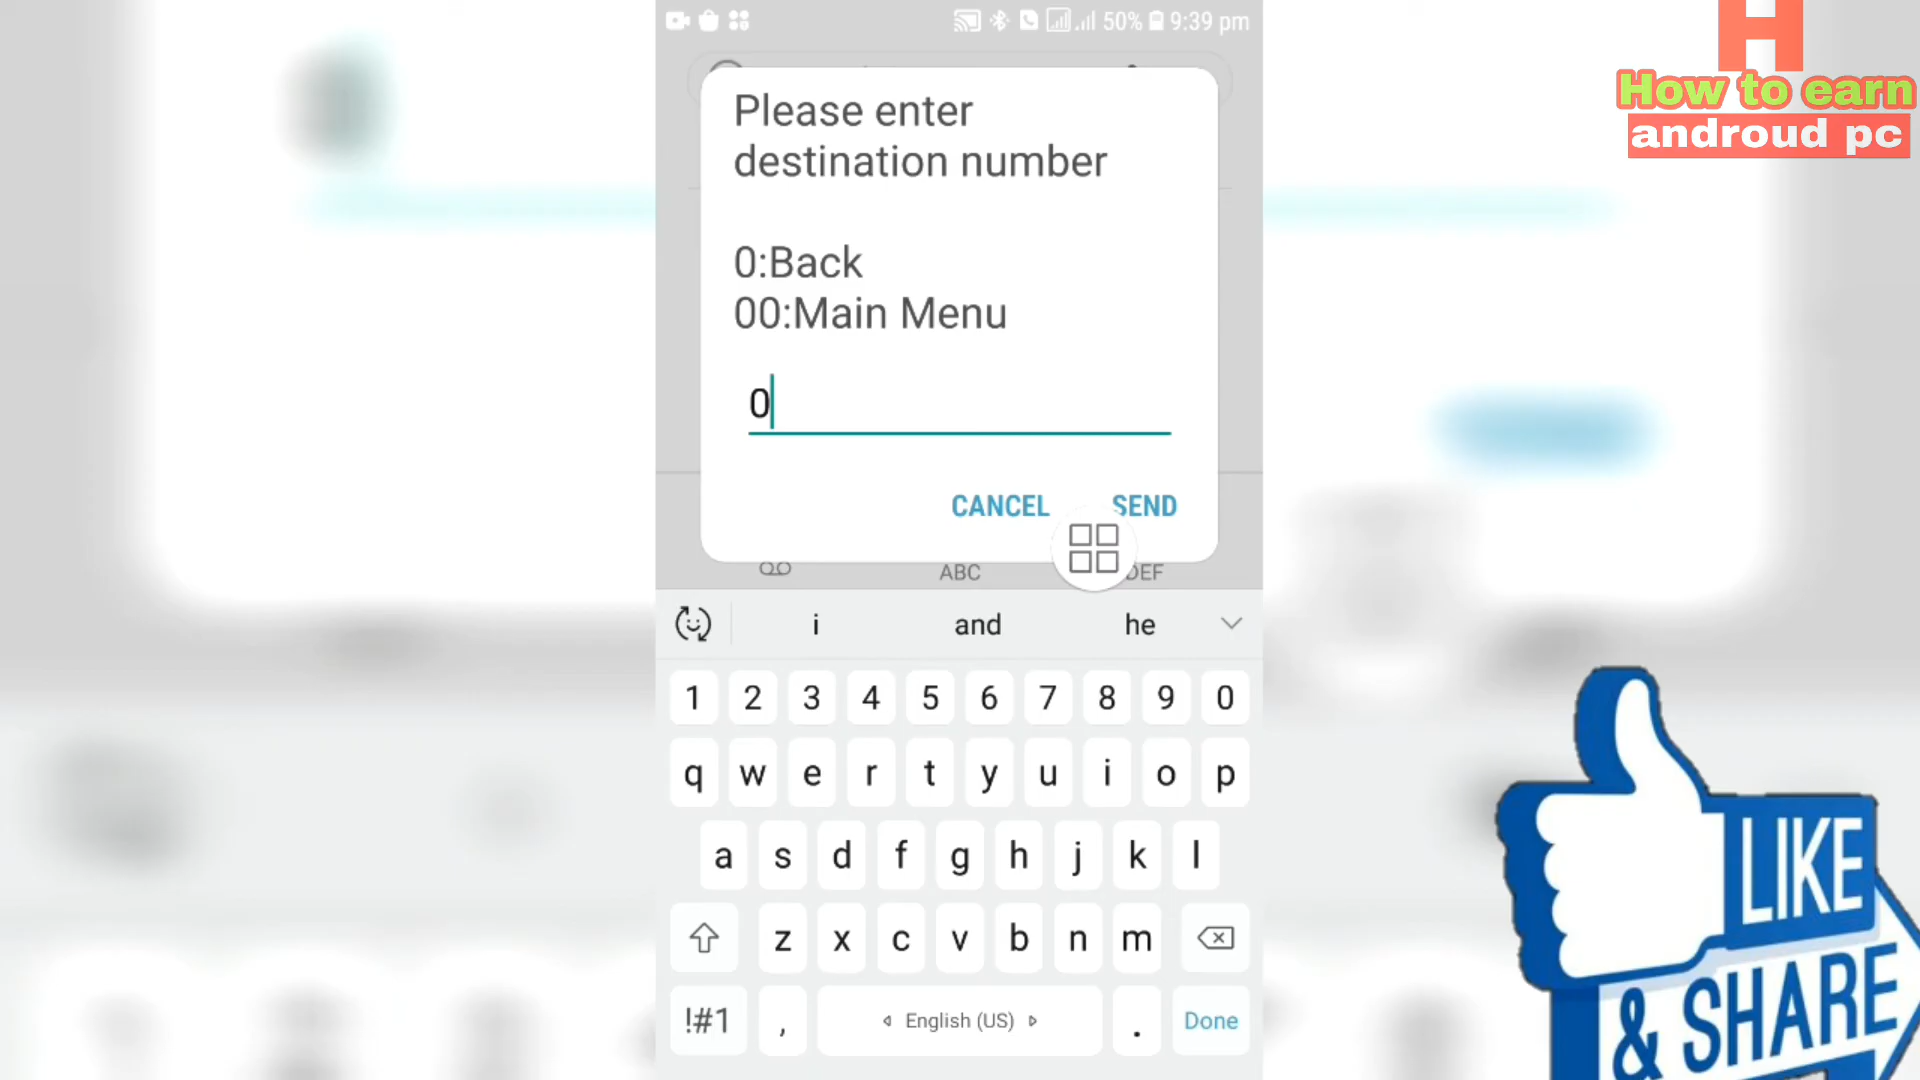 50% 9:39 pm
H
How to earn
androud pc
Please enter
destination number
0:Back
00:Main Menu
0
CANCEL SEND
ABC DEF
i and he
1 2 3 4 5 6 7 8 9 0
q w e r t y u i o p
a s d f g h j k l
z x c v b n m
!#1 , English (US) . Done
LIKE
& SHARE